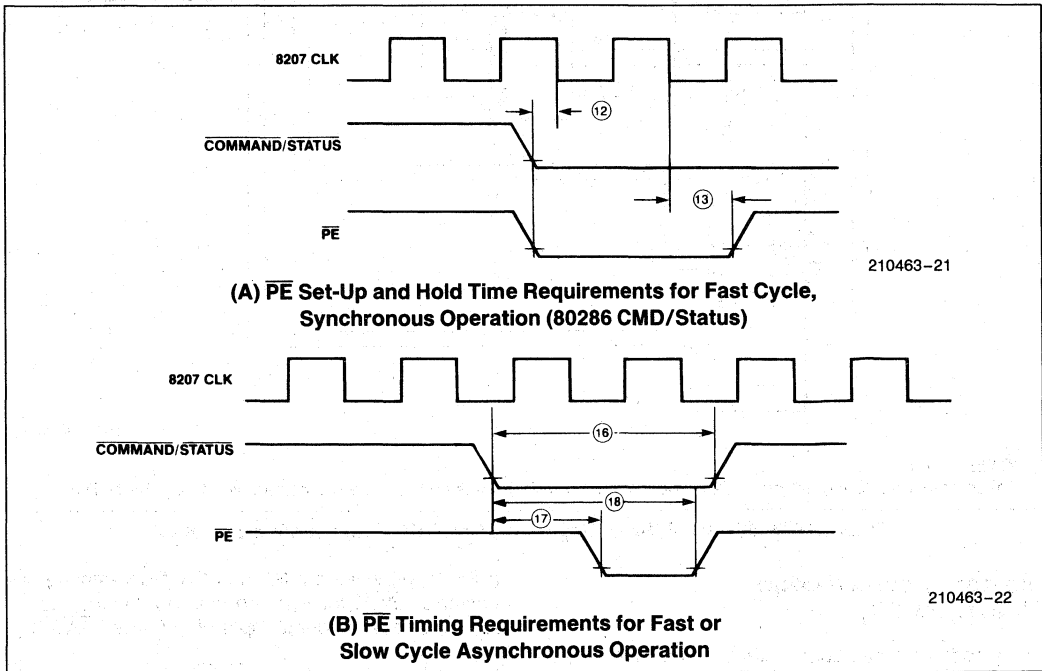 8207 CLK
⑫
COMMAND/STATUS
⑬
PE
210463-21
(A) PE Set-Up and Hold Time Requirements for Fast Cycle,
Synchronous Operation (80286 CMD/Status)
8207 CLK
⑯
COMMAND/STATUS
⑱
⑰
PE
210463-22
(B) PE Timing Requirements for Fast or
Slow Cycle Asynchronous Operation